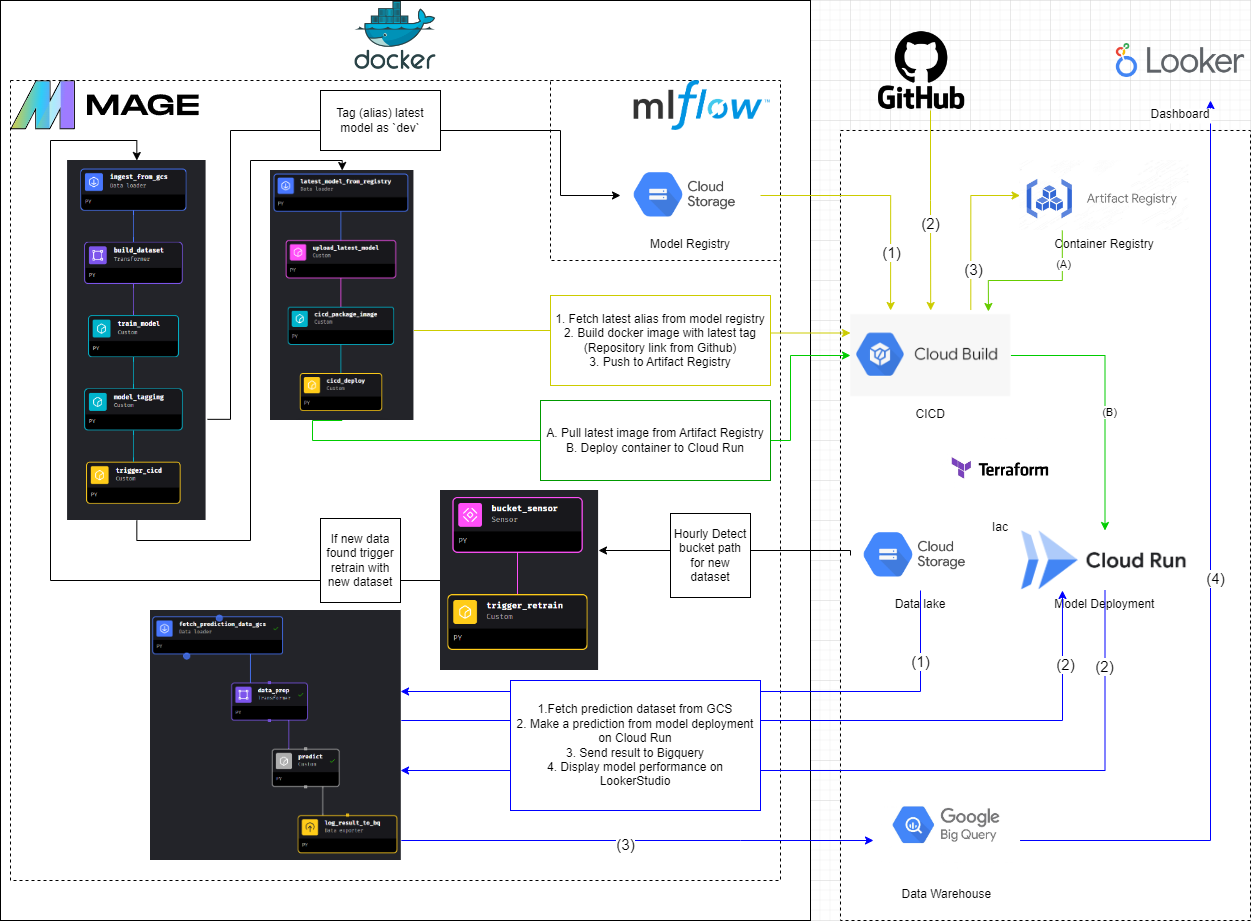 docker
MAGE
Tag (alias) latest
model as `dev`
mlflow™
GitHub
Looker
Dashboard
ingest_from_gcs
Data loader
PY
build_dataset
Transformer
PY
train_model
Custom
PY
model_taggimg
Custom
PY
trigger_cicd
Custom
PY
latest_model_from_registry
Data loader
PY
upload_latest_model
Custom
PY
cicd_package_image
Custom
PY
cicd_deploy
Custom
PY
Cloud
Storage
Model Registry
(1)
(2)
(3)
Artifact Registry
Container Registry
(A)
1. Fetch latest alias from model registry
2. Build docker image with latest tag
(Repository link from Github)
3. Push to Artifact Registry
Cloud Build
CICD
A. Pull latest image from Artifact Registry
B. Deploy container to Cloud Run
(B)
Terraform
Iac
If new data
found trigger
retrain with
new dataset
bucket_sensor
Sensor
PY
trigger_retrain
Custom
PY
Hourly Detect
bucket path
for new
dataset
Cloud
Storage
Data lake
Cloud Run
Model Deployment
(4)
fetch_prediction_data_gcs
Data loader
PY
data_prep
Transformer
PY
predict
Custom
PY
log_result_to_bq
Data exporter
PY
(1)
(2)
(2)
1.Fetch prediction dataset from GCS
2. Make a prediction from model deployment
on Cloud Run
3. Send result to Bigquery
4. Display model performance on
LookerStudio
(3)
Google
Big Query
Data Warehouse